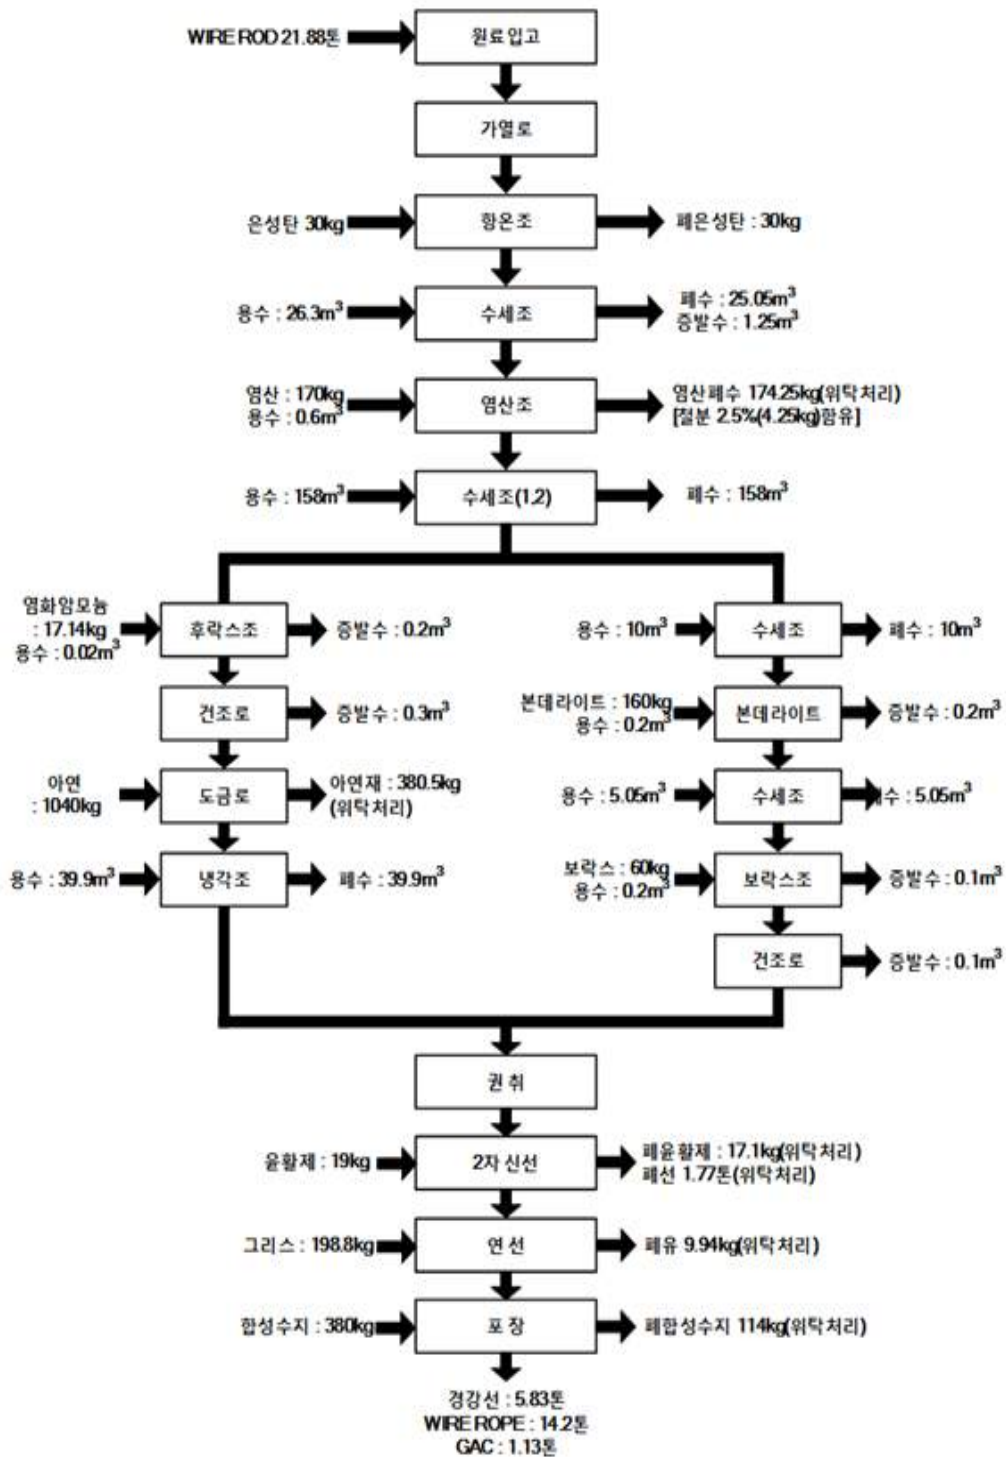 WIRE ROD 21.88톤
원료입고
가열로
은성탄 30kg
항온조
폐은성탄 : 30kg
용수 : 26.3m³
수세조
폐수 : 25.05m³
증발수 : 1.25m³
염산 : 170kg
용수 : 0.6m³
염산조
염산폐수 174.25kg(위탁처리)
[철분 2.5%(4.25kg)함유]
용수 : 158m³
수세조(1,2)
폐수 : 158m³
염화암모늄
: 17.14kg
용수 : 0.02m³
후락스조
증발수 : 0.2m³
용수 : 10m³
수세조
폐수 : 10m³
건조로
증발수 : 0.3m³
본데라이트 : 160kg
용수 : 0.2m³
본데라이트
증발수 : 0.2m³
아연
: 1040kg
도금로
아연재 : 380.5kg
(위탁처리)
용수 : 5.05m³
수세조
수 : 5.05m³
용수 : 39.9m³
냉각조
폐수 : 39.9m³
보락스 : 60kg
용수 : 0.2m³
보락스조
증발수 : 0.1m³
건조로
증발수 : 0.1m³
권취
윤활제 : 19kg
2차신선
폐윤활제 : 17.1kg(위탁처리)
폐선 1.77톤(위탁처리)
그리스 : 198.8kg
연선
폐유 9.94kg(위탁처리)
합성수지 : 380kg
포장
폐합성수지 114kg(위탁처리)
경강선 : 5.83톤
WIRE ROPE : 14.2톤
GAC : 1.13톤